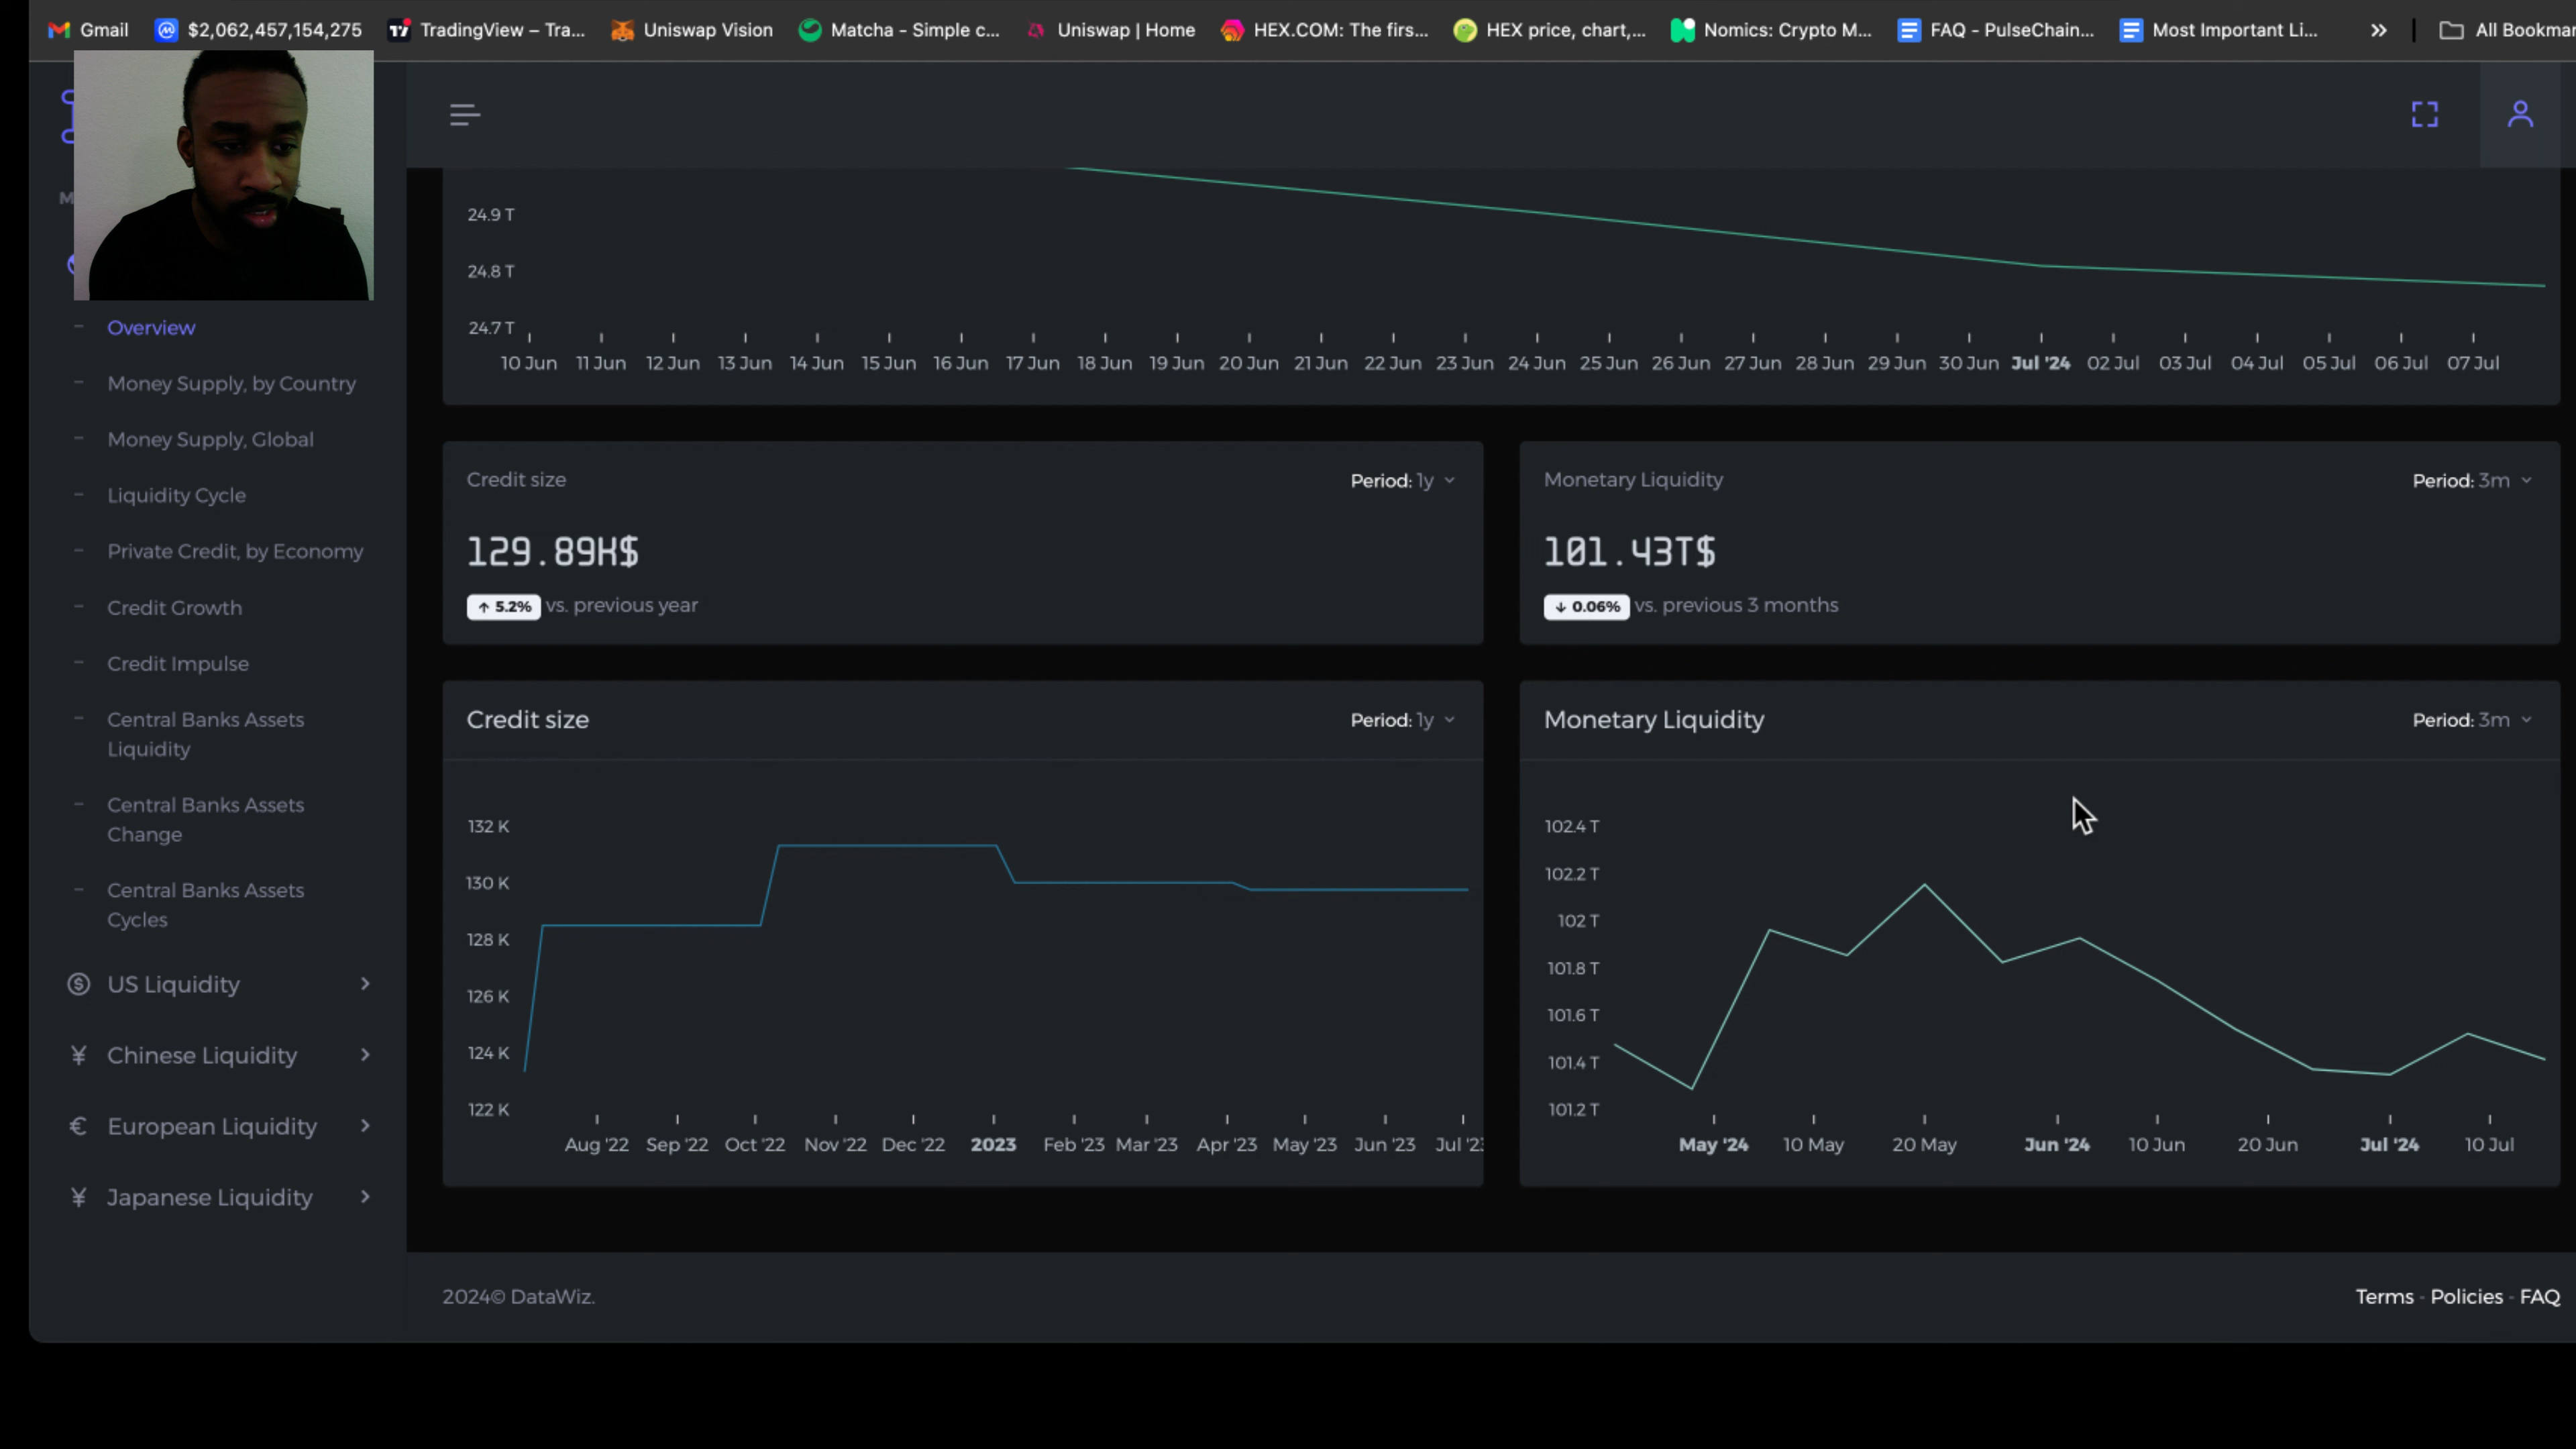 Gmail
$2,062,457,154,275
TradingView – Tra...
Uniswap Vision
Matcha - Simple c...
Uniswap | Home
HEX.COM: The firs...
HEX price, chart,...
Nomics: Crypto M...
FAQ - PulseChain...
Most Important Li...
»
All Bookmar
M
Overview
Money Supply, by Country
Money Supply, Global
Liquidity Cycle
Private Credit, by Economy
Credit Growth
Credit Impulse
Central Banks Assets
Liquidity
Central Banks Assets
Change
Central Banks Assets
Cycles
US Liquidity
Chinese Liquidity
European Liquidity
Japanese Liquidity
24.9 T
24.8 T
24.7 T
10 Jun 11 Jun 12 Jun 13 Jun 14 Jun 15 Jun 16 Jun 17 Jun 18 Jun 19 Jun 20 Jun 21 Jun 22 Jun 23 Jun 24 Jun 25 Jun 26 Jun 27 Jun 28 Jun 29 Jun 30 Jun Jul '24 02 Jul 03 Jul 04 Jul 05 Jul 06 Jul 07 Jul
Credit size Period: 1y
129.89K$
↑ 5.2% vs. previous year
Monetary Liquidity Period: 3m
101.43T$
↓ 0.06% vs. previous 3 months
Credit size Period: 1y
132 K
130 K
128 K
126 K
124 K
122 K
Aug '22 Sep '22 Oct '22 Nov '22 Dec '22 2023 Feb '23 Mar '23 Apr '23 May '23 Jun '23 Jul '23
Monetary Liquidity Period: 3m
102.4 T
102.2 T
102 T
101.8 T
101.6 T
101.4 T
101.2 T
May '24 10 May 20 May Jun '24 10 Jun 20 Jun Jul '24 10 Jul
2024© DataWiz.
Terms - Policies - FAQ